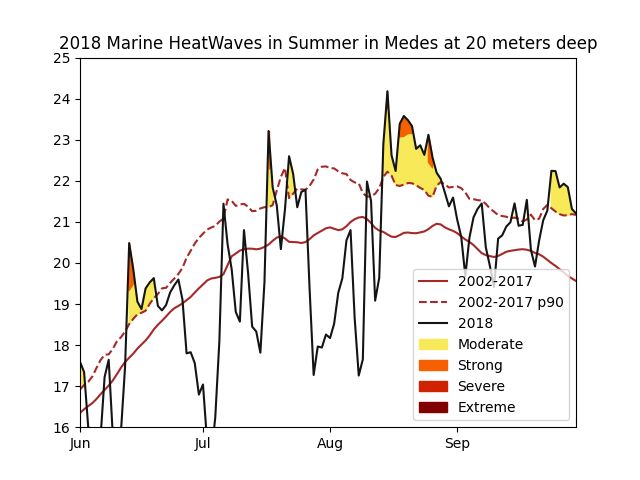 2018 Marine HeatWaves in Summer in Medes at 20 meters deep
25
24
23
22
21
20
19
18
17
16
Jun
Jul
Aug
Sep
2002-2017
2002-2017 p90
2018
Moderate
Strong
Severe
Extreme